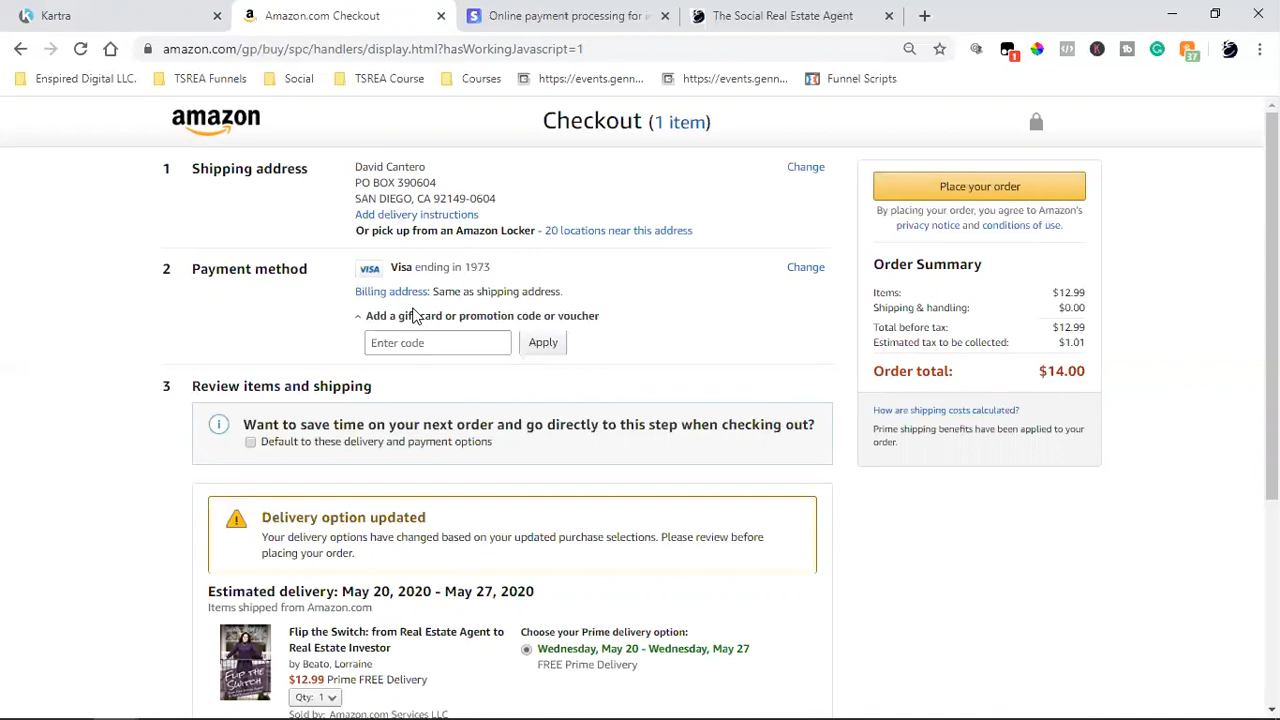 Kartra
Amazon.com Checkout
Online payment processing for i
The Social Real Estate Agent
amazon.com/gp/buy/spc/handlers/display.html?hasWorkingJavascript=1
1
37
Enspired Digital LLC.
TSREA Funnels
Social
TSREA Course
Courses
https://events.genn...
https://events.genn...
Funnel Scripts
amazon
Checkout (1 item)
1 Shipping address
David Cantero
PO BOX 390604
SAN DIEGO, CA 92149-0604
Add delivery instructions
Or pick up from an Amazon Locker - 20 locations near this address
Change
2 Payment method
VISA Visa ending in 1973
Change
Billing address: Same as shipping address.
Add a gift card or promotion code or voucher
Enter code
Apply
3 Review items and shipping
Want to save time on your next order and go directly to this step when checking out?
Default to these delivery and payment options
Delivery option updated
Your delivery options have changed based on your updated purchase selections. Please review before
placing your order.
Estimated delivery: May 20, 2020 - May 27, 2020
Items shipped from Amazon.com
FLIP THE
SWITCH
Flip the Switch: from Real Estate Agent to
Real Estate Investor
by Beato, Lorraine
$12.99 Prime FREE Delivery
Qty: 1
Sold by: Amazon.com Services LLC
Choose your Prime delivery option:
Wednesday, May 20 - Wednesday, May 27
FREE Prime Delivery
Place your order
By placing your order, you agree to Amazon's
privacy notice and conditions of use.
Order Summary
Items: $12.99
Shipping & handling: $0.00
Total before tax: $12.99
Estimated tax to be collected: $1.01
Order total: $14.00
How are shipping costs calculated?
Prime shipping benefits have been applied to your
order.